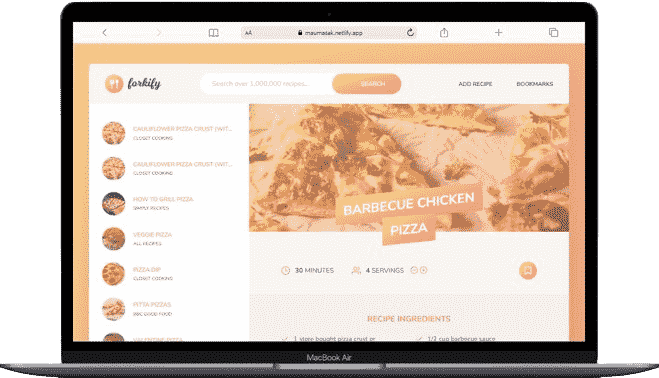 AA
maumasak.netlify.app
forkify
Search over 1,000,000 recipes...
SEARCH
ADD RECIPE
BOOKMARKS
CAULIFLOWER PIZZA CRUST (WIT...
CLOSET COOKING
CAULIFLOWER PIZZA CRUST (WIT...
CLOSET COOKING
HOW TO GRILL PIZZA
SIMPLY RECIPES
VEGGIE PIZZA
ALL RECIPES
PIZZA DIP
CLOSET COOKING
PITTA PIZZAS
BBC GOOD FOOD
BARBECUE CHICKEN
PIZZA
30 MINUTES
4 SERVINGS
RECIPE INGREDIENTS
1 store bought pizza crust or
1/2 cup barbecue sauce
MacBook Air